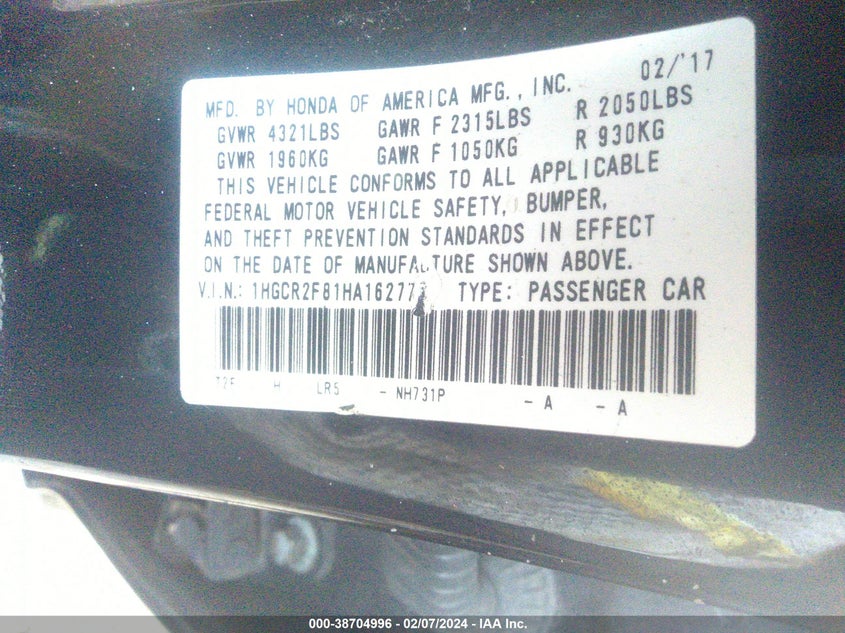 02/'17
MFD. BY HONDA OF AMERICA MFG., INC.
GVWR 4321LBS GAWR F 2315LBS R 2050LBS
GVWR 1960KG GAWR F 1050KG R 930KG
THIS VEHICLE CONFORMS TO ALL APPLICABLE
FEDERAL MOTOR VEHICLE SAFETY, BUMPER,
AND THEFT PREVENTION STANDARDS IN EFFECT
ON THE DATE OF MANUFACTURE SHOWN ABOVE.
V.I.N.: TYPE: PASSENGER CAR
H LR5 - NH731P - A - A
000-38704996 - 02/07/2024 - IAA Inc.